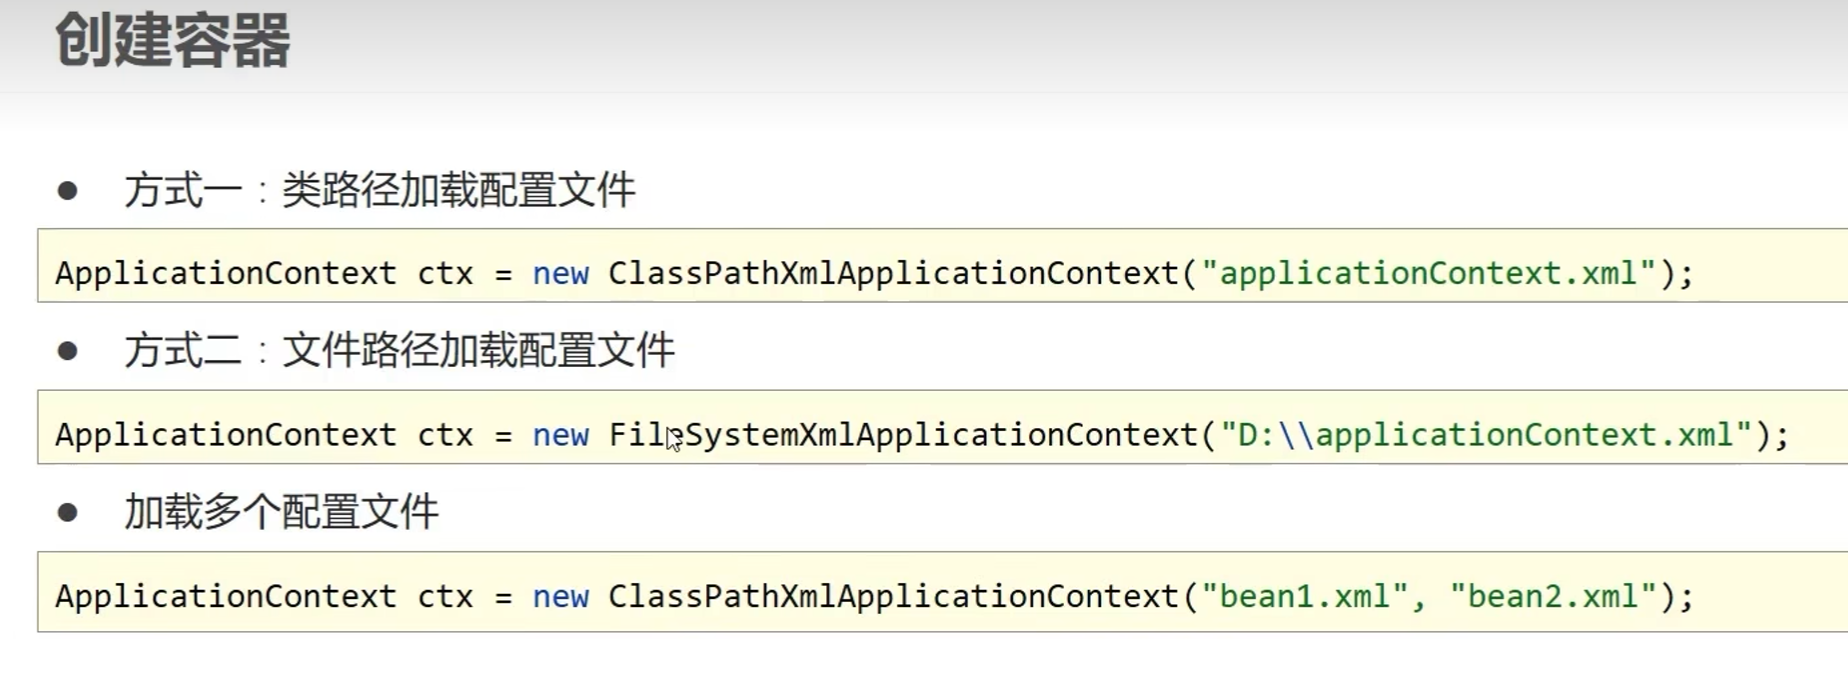 创建容器
方式一：类路径加载配置文件
ApplicationContext ctx = new ClassPathXmlApplicationContext("applicationContext.xml");
方式二：文件路径加载配置文件
ApplicationContext ctx = new FileSystemXmlApplicationContext("D:\\applicationContext.xml");
加载多个配置文件
ApplicationContext ctx = new ClassPathXmlApplicationContext("bean1.xml", "bean2.xml");